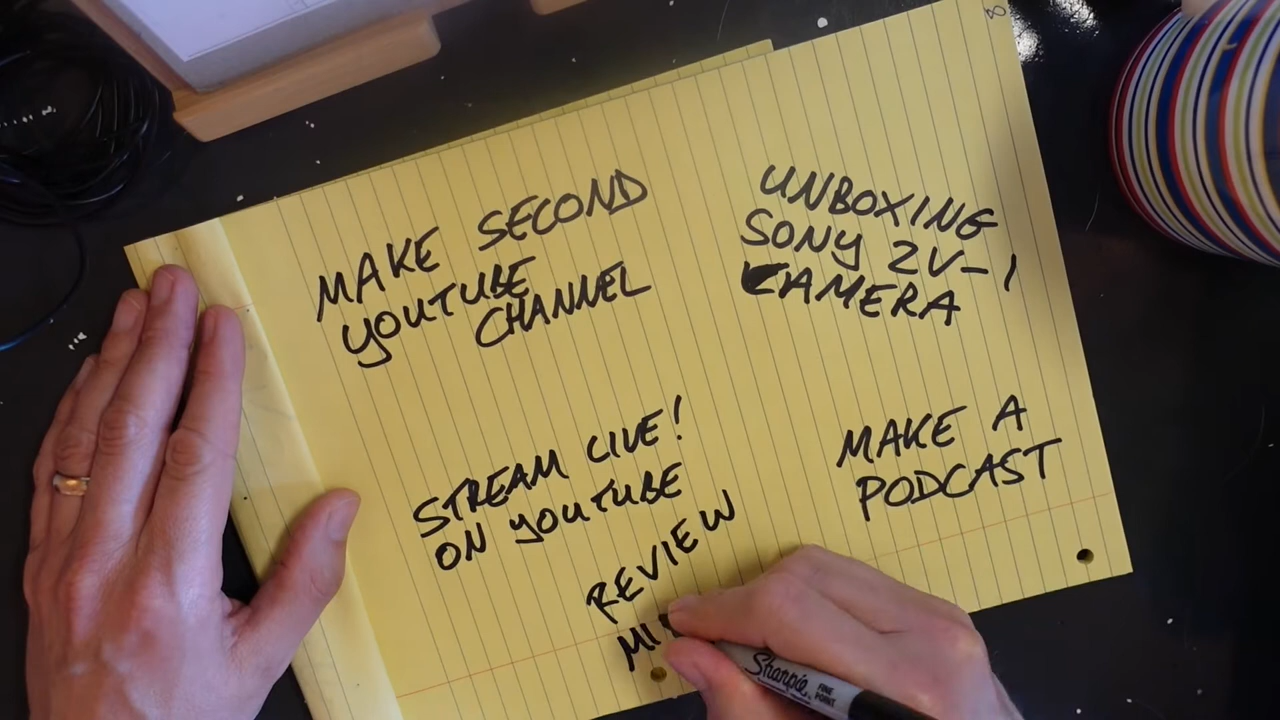 MAKE SECOND
YOUTUBE
CHANNEL
UNBOXING
SONY ZV-1
CAMERA
STREAM LIVE!
ON YOUTUBE
MAKE A
PODCAST
REVIEW
MI
Sharpie
FINE
POINT